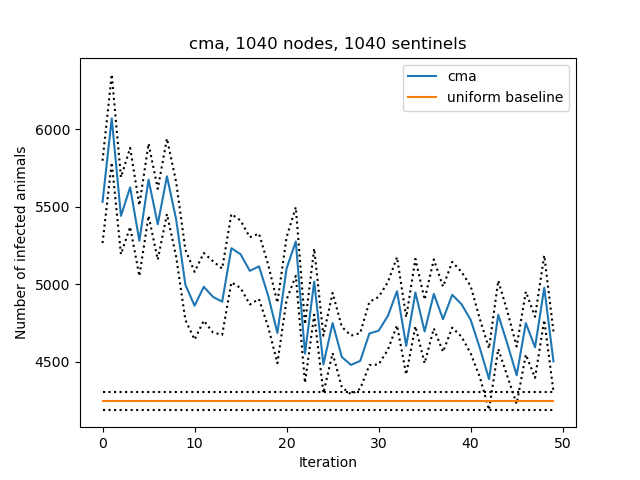 cma, 1040 nodes, 1040 sentinels
cma
uniform baseline
Number of infected animals
6000
5500
5000
4500
0 10 20 30 40 50
Iteration